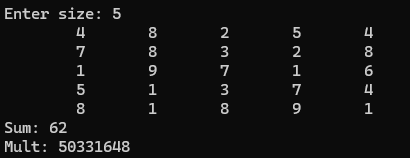 Enter size: 5
4 8 2 5 4
7 8 3 2 8
1 9 7 1 6
5 1 3 7 4
8 1 8 9 1
Sum: 62
Mult: 50331648